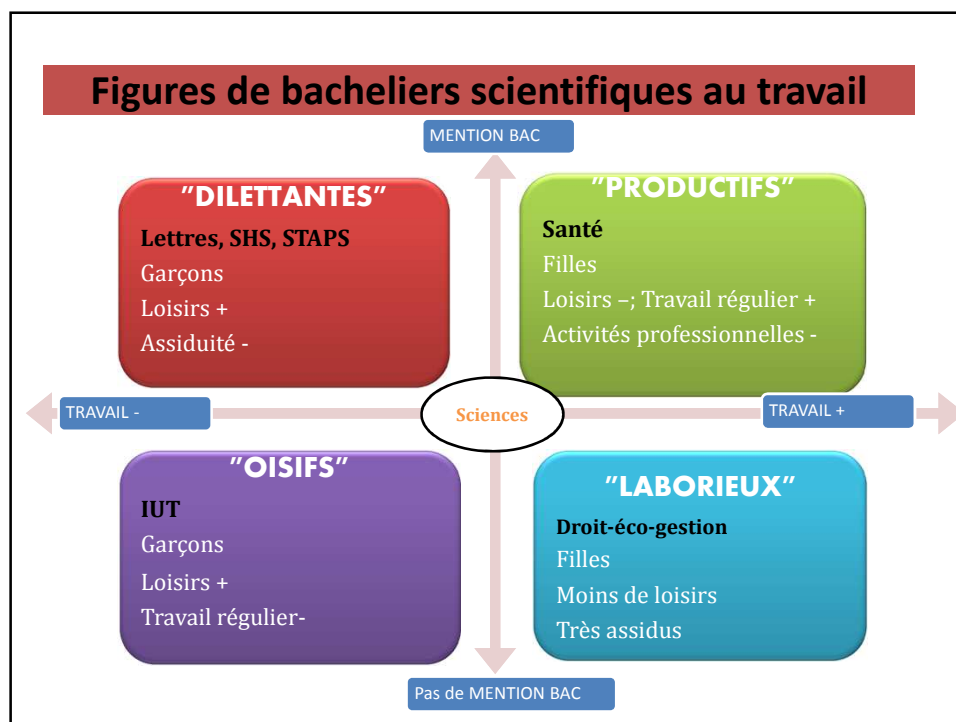 Figures de bacheliers scientifiques au travail
MENTION BAC
"DILETTANTES"
Lettres, SHS, STAPS
Garçons
Loisirs +
Assiduité -
"PRODUCTIFS"
Santé
Filles
Loisirs –; Travail régulier +
Activités professionnelles -
TRAVAIL -
Sciences
TRAVAIL +
"OISIFS"
IUT
Garçons
Loisirs +
Travail régulier-
"LABORIEUX"
Droit-éco-gestion
Filles
Moins de loisirs
Très assidus
Pas de MENTION BAC